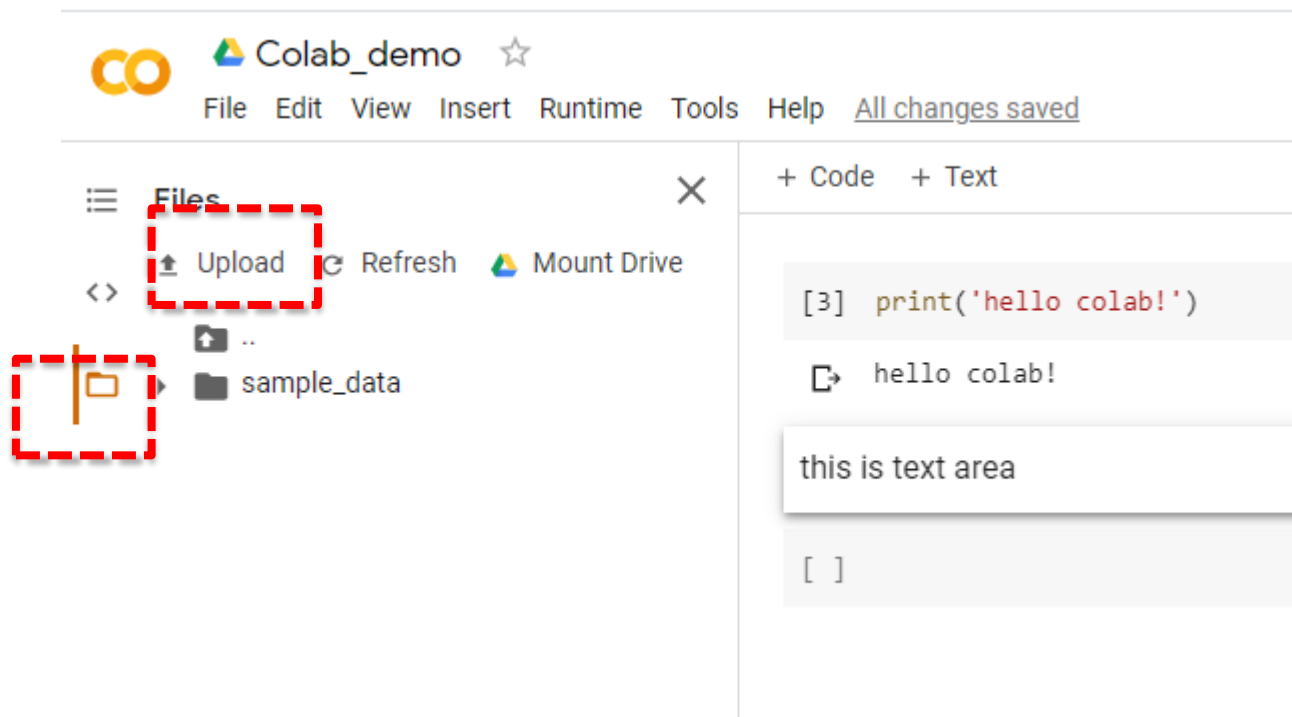 Colab_demo
File Edit View Insert Runtime Tools Help All changes saved
Files
Upload Refresh Mount Drive
..
sample_data
+ Code + Text
[3] print('hello colab!')
hello colab!
this is text area
[ ]